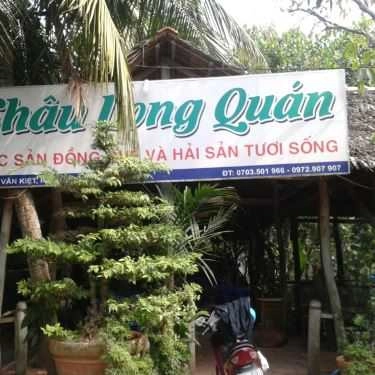 Châu Long Quán
C SẢN ĐỒNG VÀ HẢI SẢN TƯƠI SỐNG
VĂN KIỆT, ĐT: 0703.501 966 - 0972.907 907